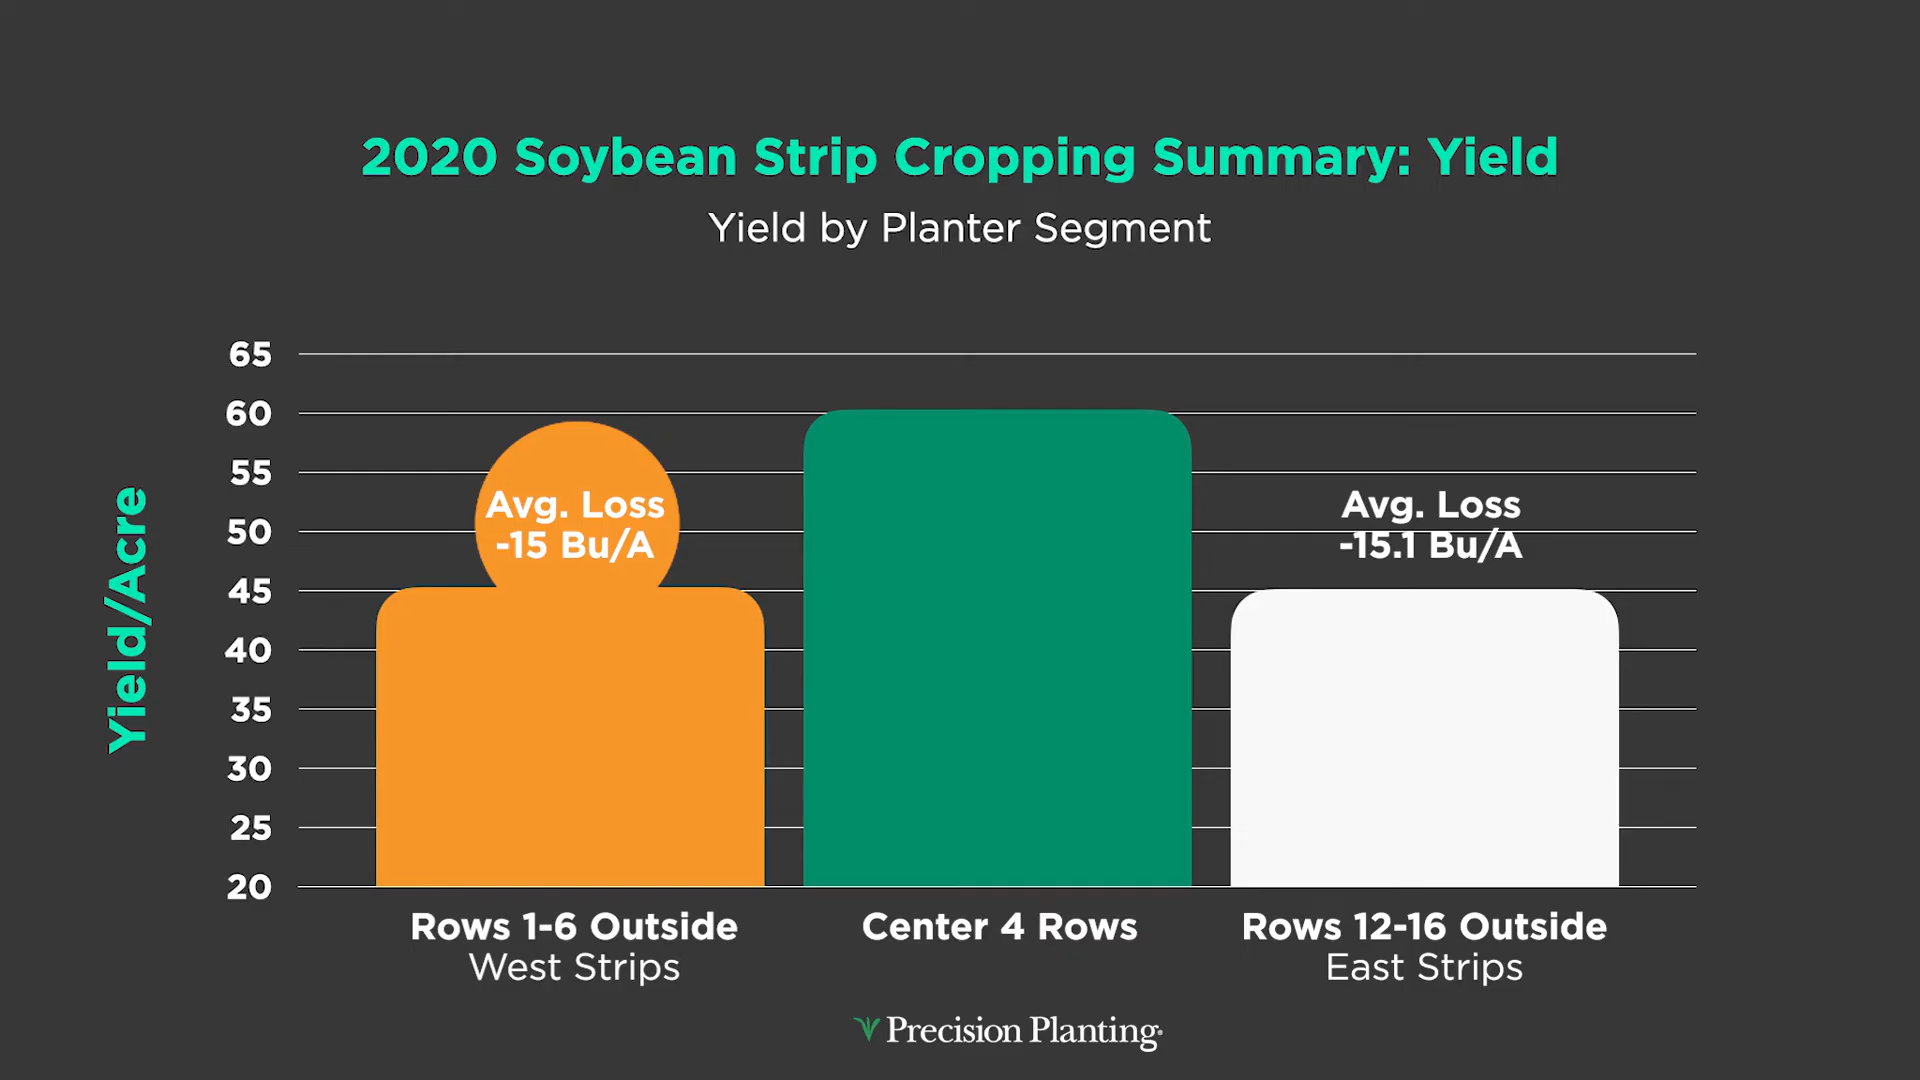 2020 Soybean Strip Cropping Summary: Yield
Yield by Planter Segment
Yield/Acre
65
60
55
50
45
40
35
30
25
20
Avg. Loss
-15 Bu/A
Avg. Loss
-15.1 Bu/A
Rows 1-6 Outside
West Strips
Center 4 Rows
Rows 12-16 Outside
East Strips
Precision Planting